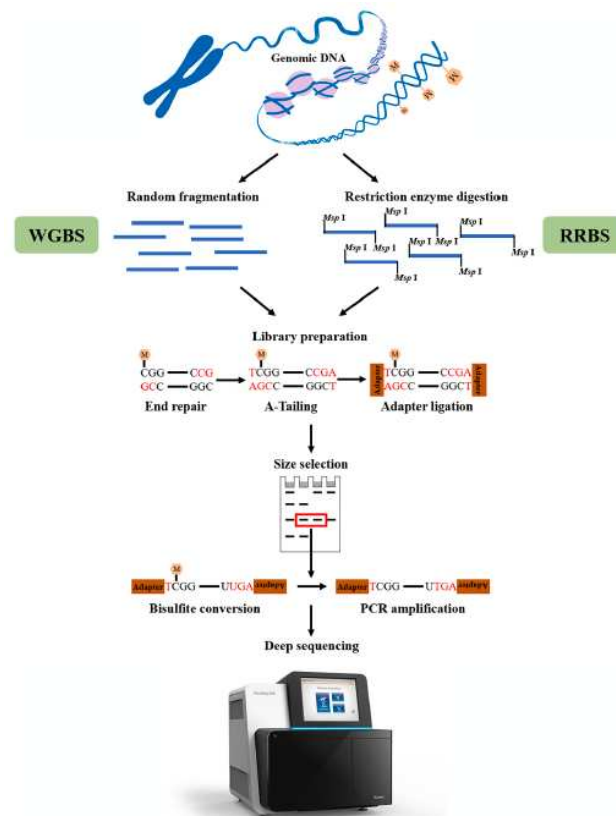 Genomic DNA
M
M
M
Random fragmentation
Restriction enzyme digestion
WGBS
Msp I
Msp I
Msp I
Msp I
Msp I
Msp I
Msp I
Msp I
Msp I
Msp I
RRBS
Library preparation
M
M
M
CGG CCG
TCGG CCGA
Adapter TCGG CCGA Adapter
GCC GGC
AGCC GGCT
AGCC GGCT
End repair
A-Tailing
Adapter ligation
Size selection
M
Adapter TCGG UUGA Adapter
Adapter TCGG UTGA Adapter
Bisulfite conversion
PCR amplification
Deep sequencing